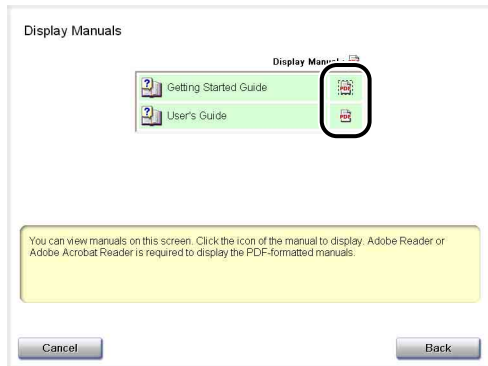 Display Manuals
Display Manual :
Getting Started Guide
PDF
User's Guide
PDF
You can view manuals on this screen. Click the icon of the manual to display. Adobe Reader or
Adobe Acrobat Reader is required to display the PDF-formatted manuals.
Cancel
Back